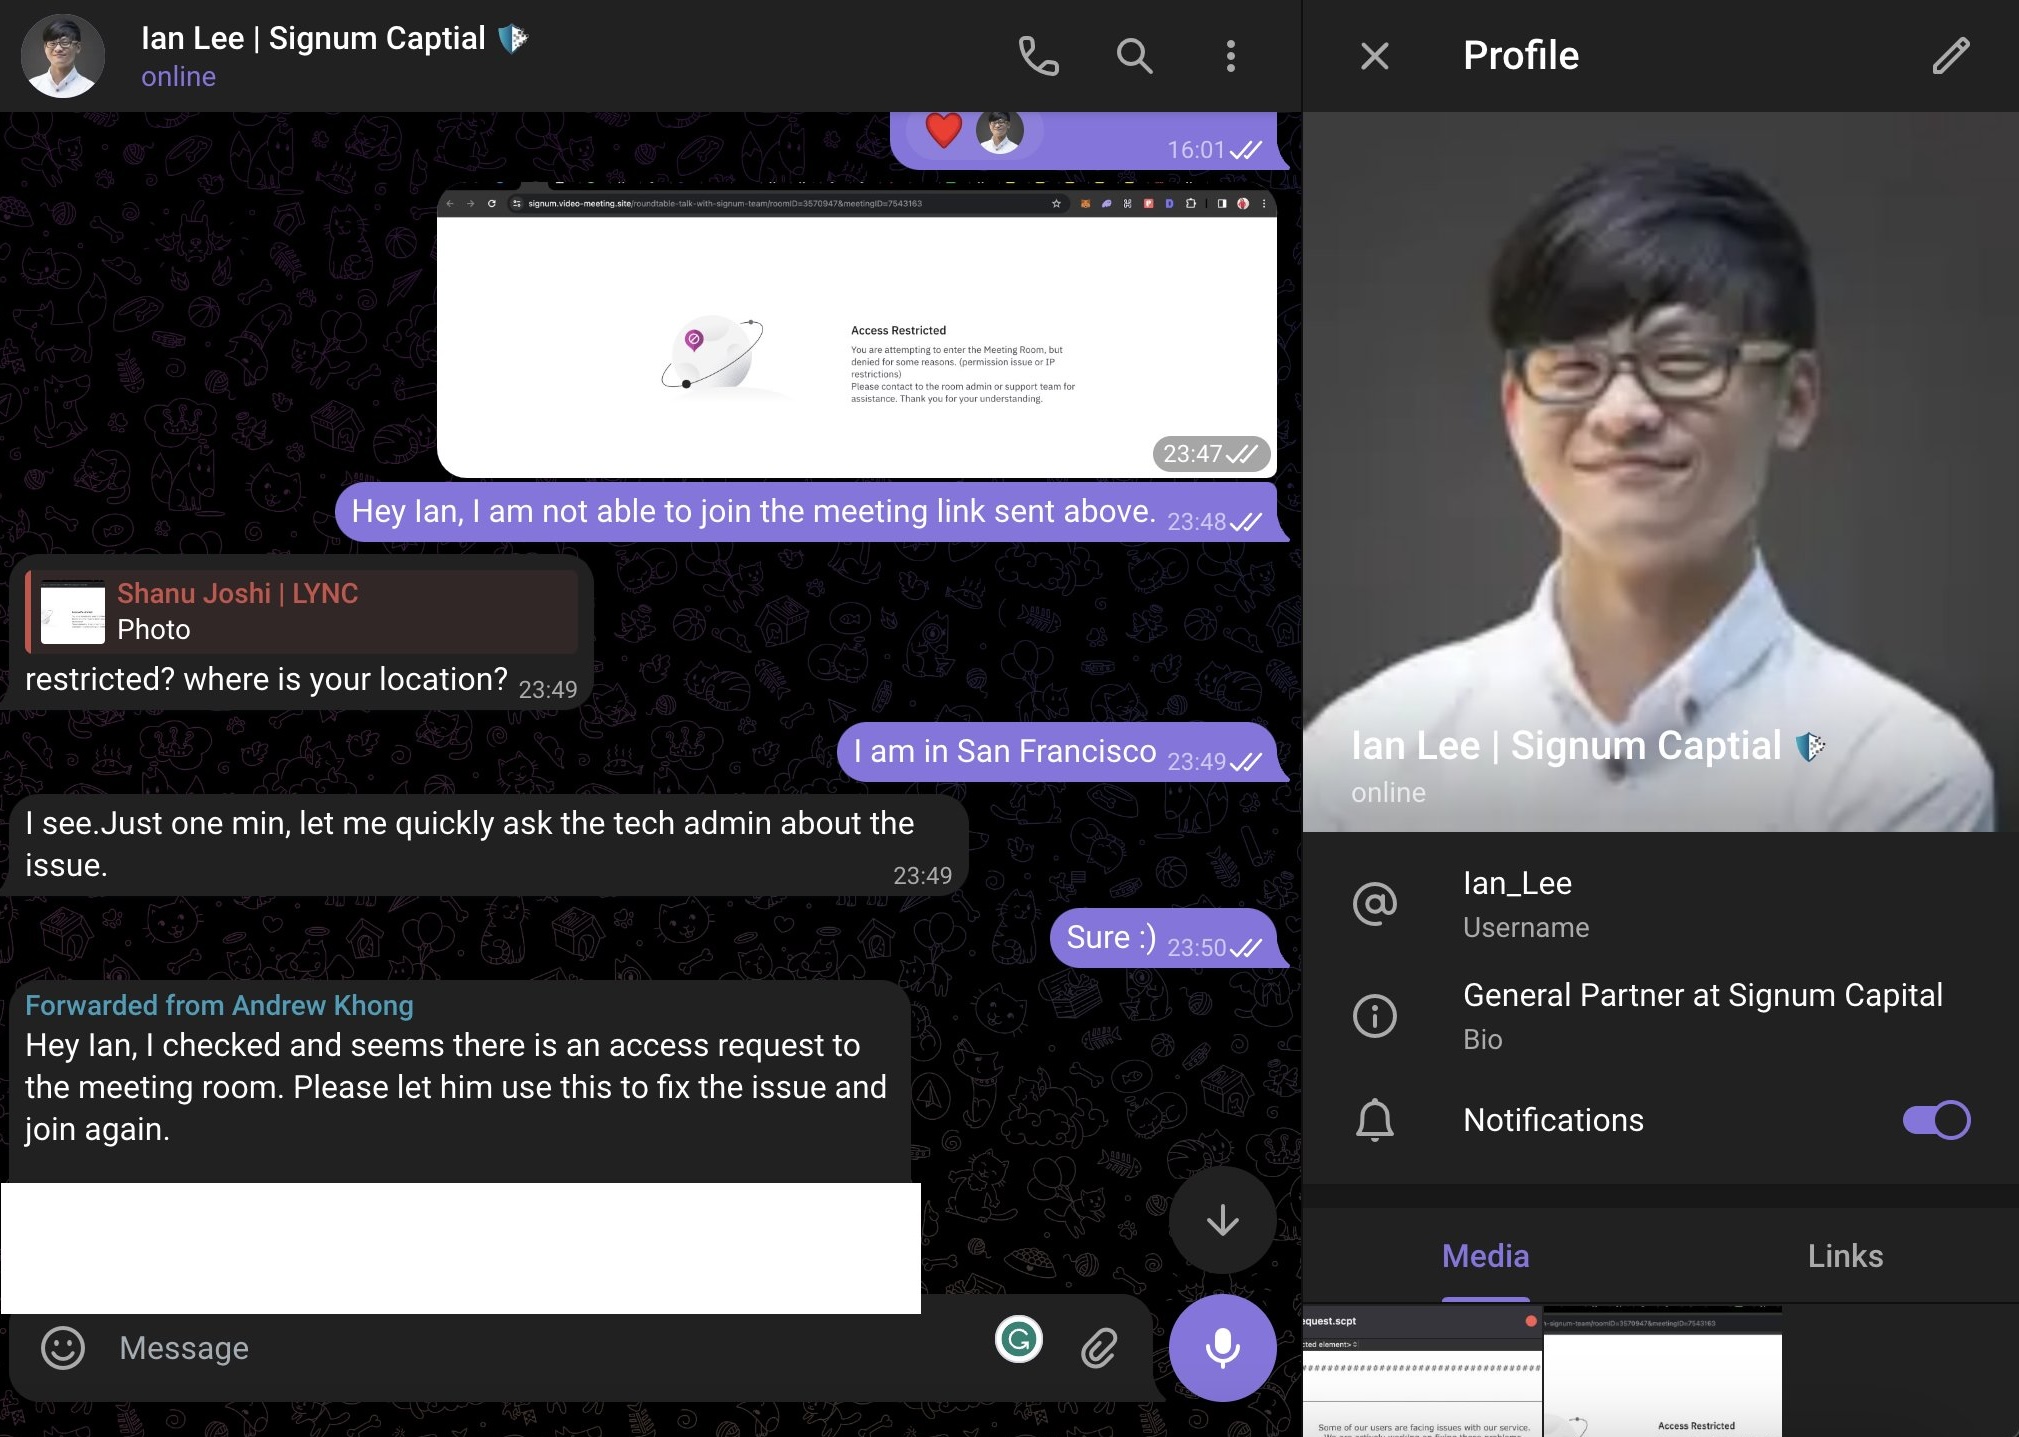 Ian Lee | Signum Captial
online
16:01
signum.video-meeting.site/roundtable-talk-with-signum-team/roomID=3570947&meetingID=7543163
Access Restricted
You are attempting to enter the Meeting Room, but
denied for some reasons. (permission issue or IP
restrictions)
Please contact to the room admin or support team for
assistance. Thank you for your understanding.
23:47
Hey Ian, I am not able to join the meeting link sent above. 23:48
Shanu Joshi | LYNC
Photo
restricted? where is your location? 23:49
I am in San Francisco 23:49
I see.Just one min, let me quickly ask the tech admin about the
issue.
23:49
Sure :) 23:50
Forwarded from Andrew Khong
Hey Ian, I checked and seems there is an access request to
the meeting room. Please let him use this to fix the issue and
join again.
Message
Profile
Ian Lee | Signum Captial
online
Ian_Lee
Username
General Partner at Signum Capital
Bio
Notifications
Media
Links
equest.scpt
cted element>
##########################################
Some of our users are facing issues with our service.
n-signum-team/roomID=3570947&meetingID=7543163
Access Restricted